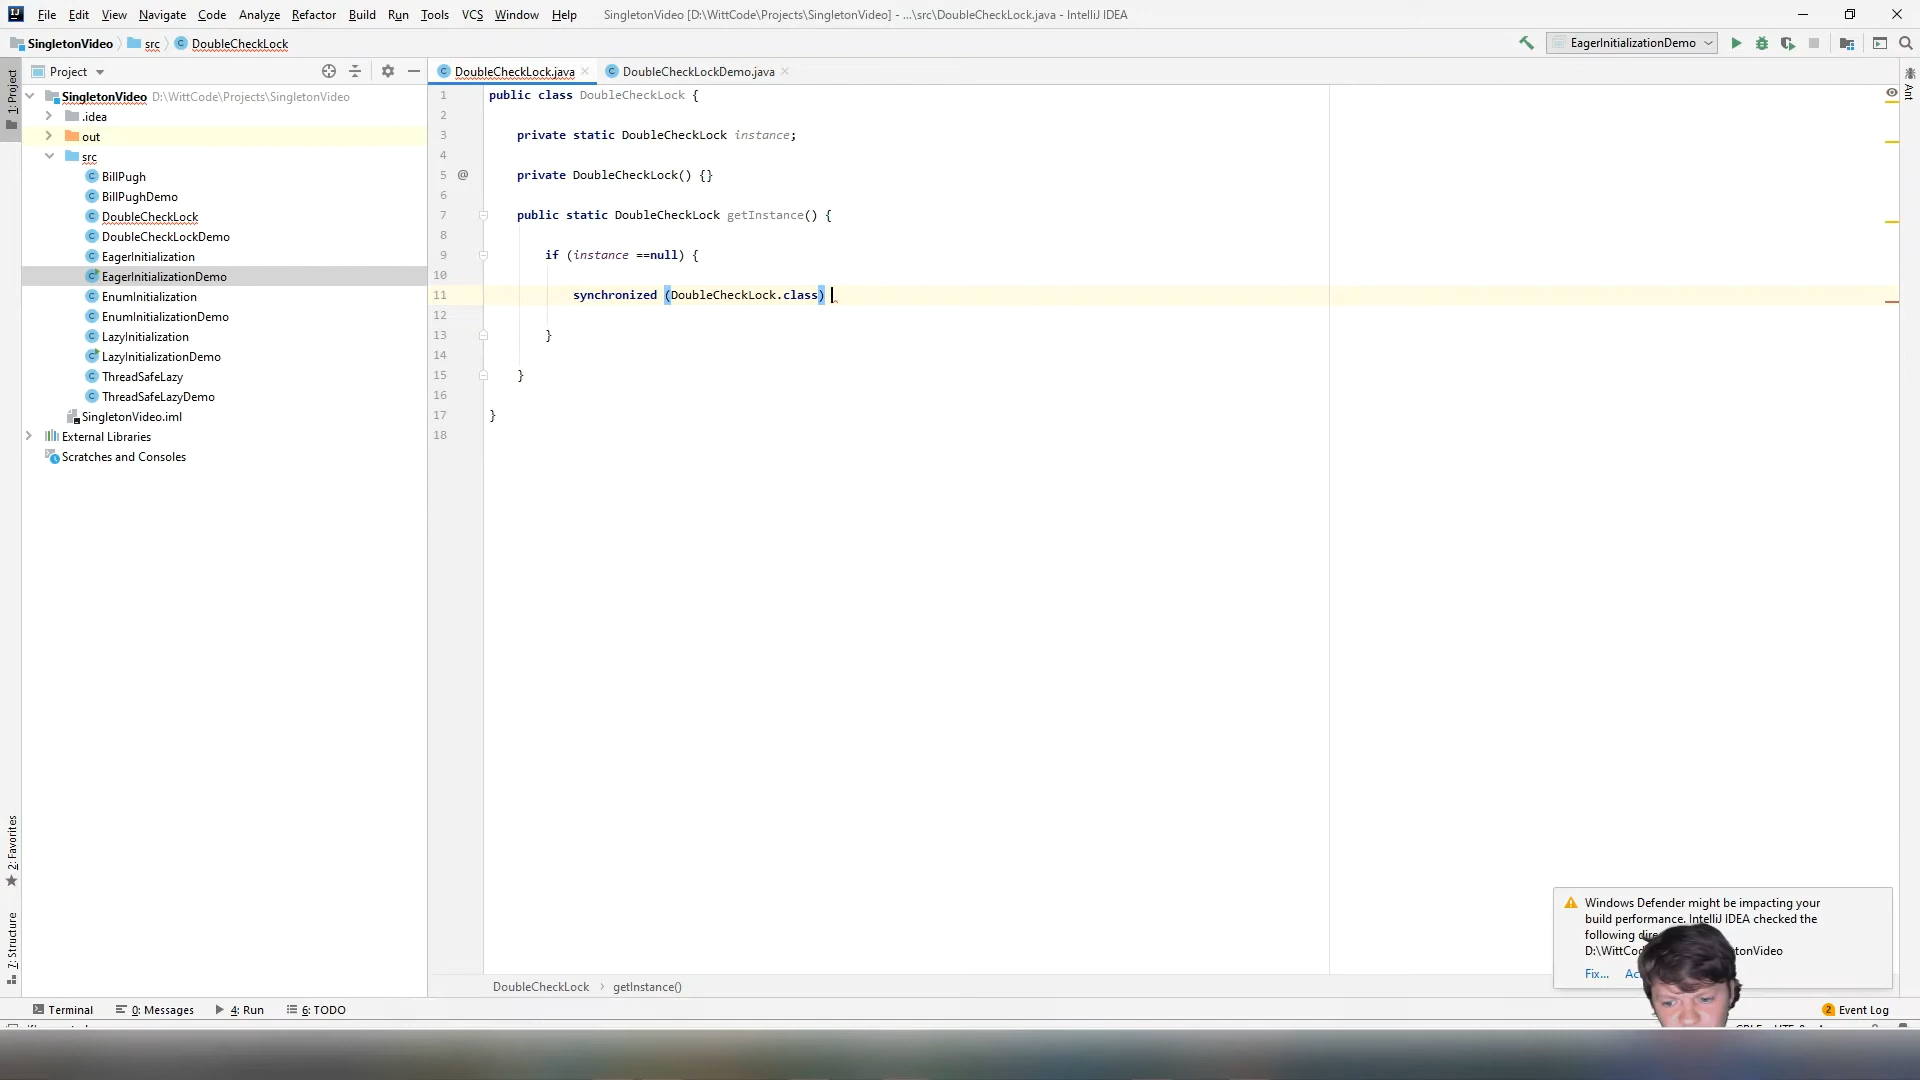 File Edit View Navigate Code Analyze Refactor Build Run Tools VCS Window Help SingletonVideo [D:\WittCode\Projects\SingletonVideo] - ...\src\DoubleCheckLock.java - IntelliJ IDEA
SingletonVideo src DoubleCheckLock EagerInitializationDemo
Project DoubleCheckLock.java DoubleCheckLockDemo.java
1: Project
Ant
SingletonVideo D:\WittCode\Projects\SingletonVideo
.idea
out
src
BillPugh
BillPughDemo
DoubleCheckLock
DoubleCheckLockDemo
EagerInitialization
EagerInitializationDemo
EnumInitialization
EnumInitializationDemo
LazyInitialization
LazyInitializationDemo
ThreadSafeLazy
ThreadSafeLazyDemo
SingletonVideo.iml
External Libraries
Scratches and Consoles
1 public class DoubleCheckLock {
2
3 private static DoubleCheckLock instance;
4
5 @ private DoubleCheckLock() {}
6
7 public static DoubleCheckLock getInstance() {
8
9 if (instance ==null) {
10
11 synchronized (DoubleCheckLock.class)
12
13 }
14
15 }
16
17 }
18
2: Favorites
7: Structure
Windows Defender might be impacting your
build performance. IntelliJ IDEA checked the
following
D:\WittCo tonVideo
Fix...
DoubleCheckLock getInstance()
Terminal 0: Messages 4: Run 6: TODO 2 Event Log